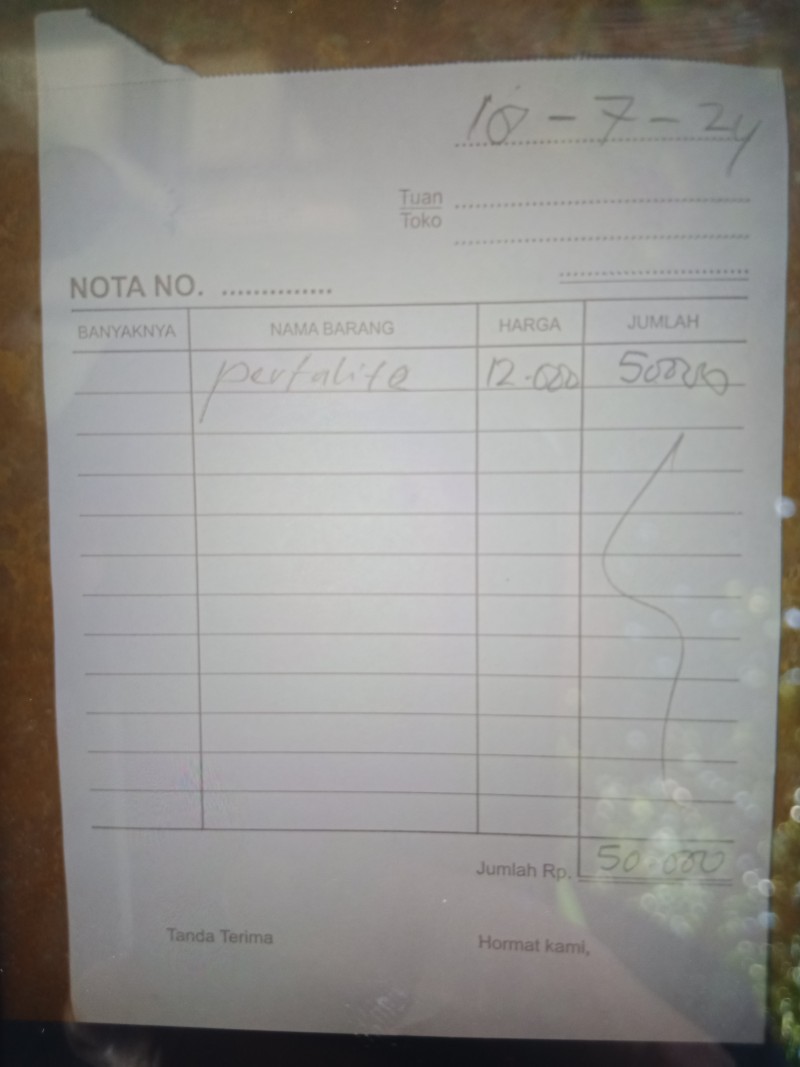 18 - 7 - 24
Tuan
Toko
NOTA NO. ..............
BANYAKNYA NAMA BARANG HARGA JUMLAH
pertalite 12.000 50000
Jumlah Rp. 50.000
Tanda Terima Hormat kami,